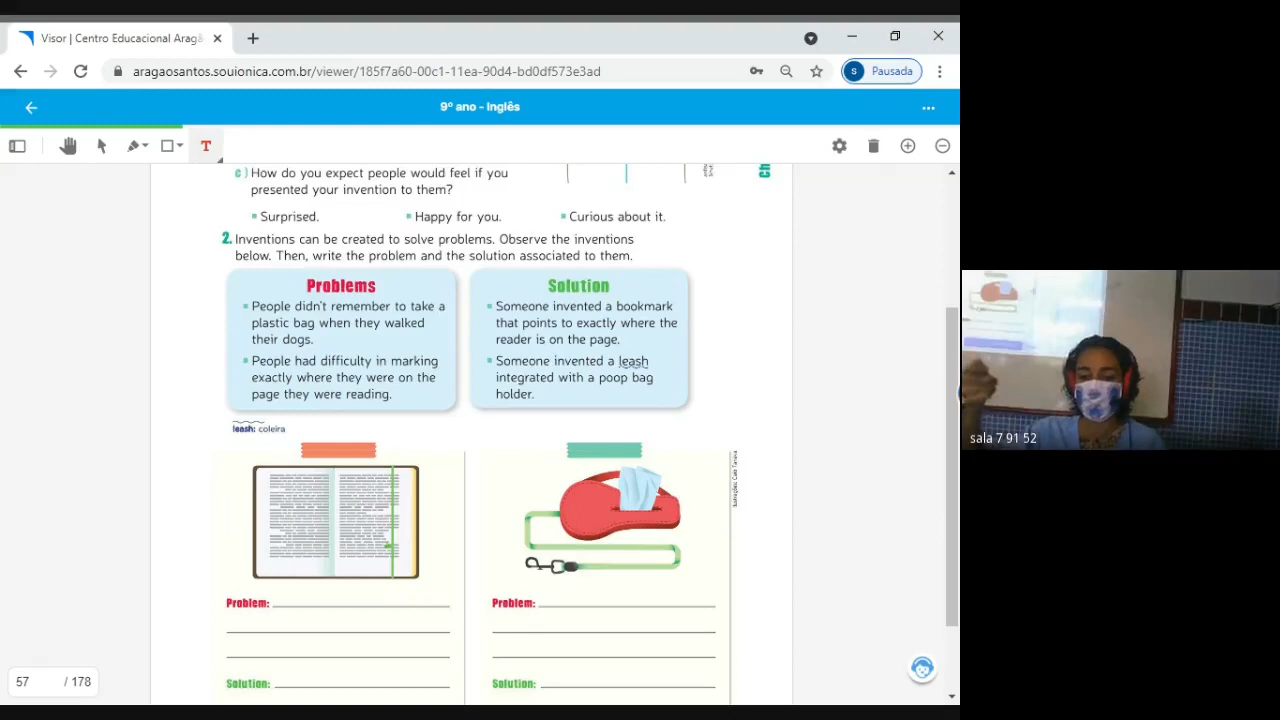 Visor | Centro Educacional Aragã
aragaosantos.souionica.com.br/viewer/185f7a60-00c1-11ea-90d4-bd0df573e3ad
S Pausada
9º ano - Inglês
T
c) How do you expect people would feel if you
presented your invention to them?
Surprised. Happy for you. Curious about it.
2. Inventions can be created to solve problems. Observe the inventions
below. Then, write the problem and the solution associated to them.
Problems
People didn't remember to take a
plastic bag when they walked
their dogs.
People had difficulty in marking
exactly where they were on the
page they were reading.
Solution
Someone invented a bookmark
that points to exactly where the
reader is on the page.
Someone invented a leash
integrated with a poop bag
holder.
leash: coleira
Problem:
Solution:
Problem:
Solution:
57 / 178
sala 7 91 52